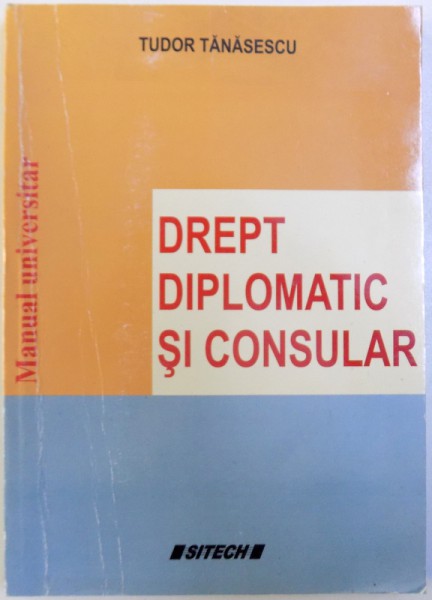 TUDOR TĂNĂSESCU
Manual universitar
DREPT
DIPLOMATIC
ŞI CONSULAR
SITECH